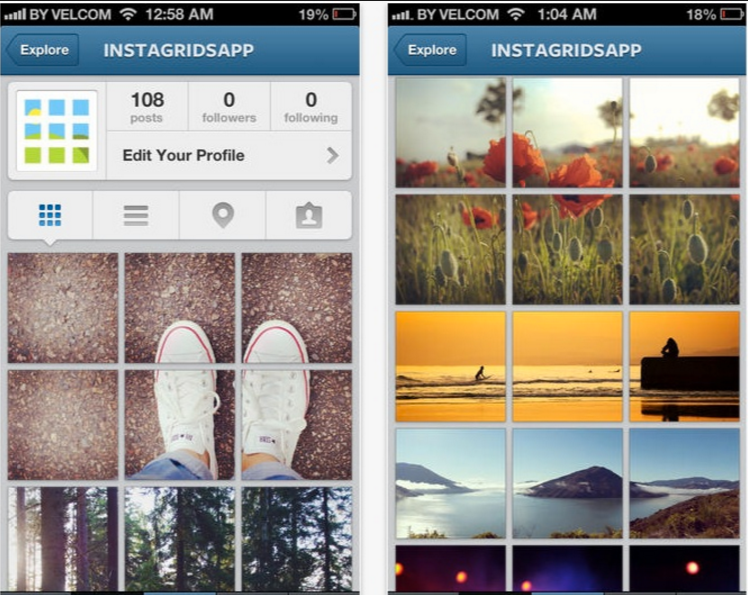 BY VELCOM 12:58 AM 19%
Explore INSTAGRIDSAPP
108 0 0
posts followers following
Edit Your Profile
BY VELCOM 1:04 AM 18%
Explore INSTAGRIDSAPP